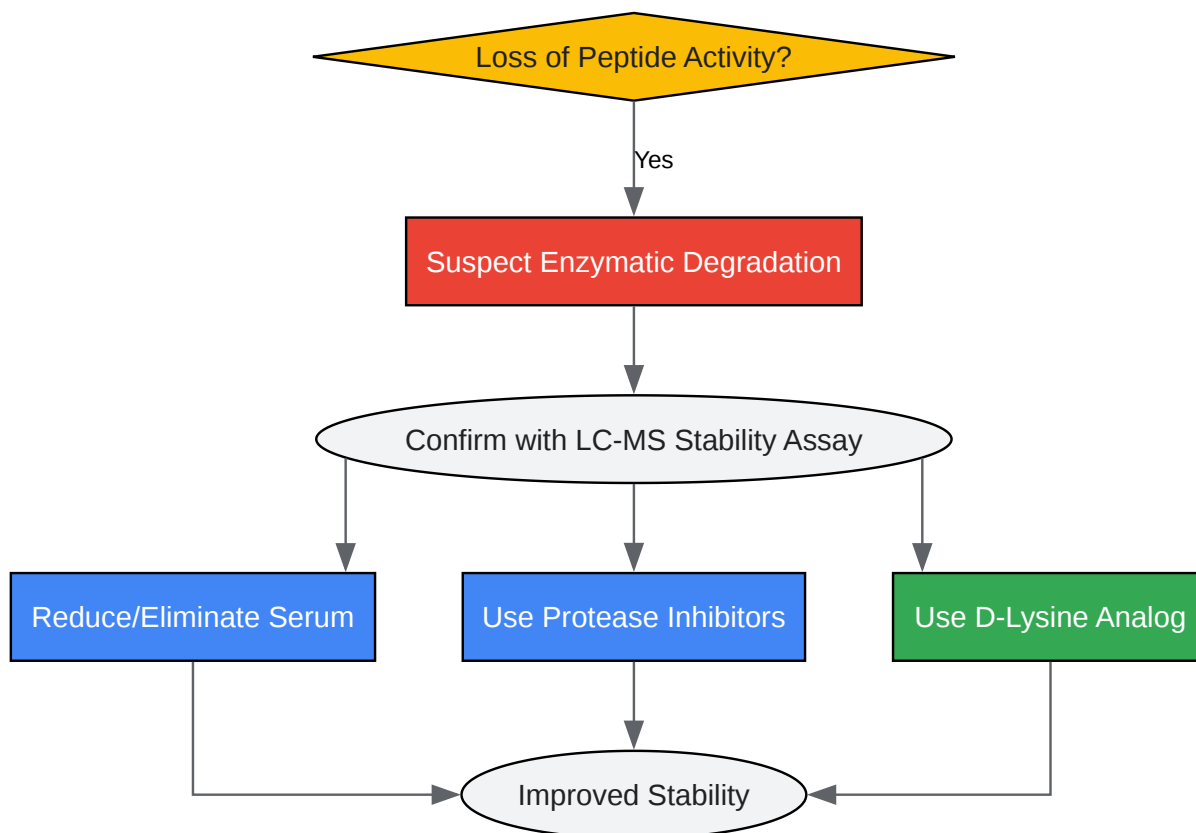 Loss of Peptide Activity?
Yes
Suspect Enzymatic Degradation
Confirm with LC-MS Stability Assay
Reduce/Eliminate Serum
Use Protease Inhibitors
Use D-Lysine Analog
Improved Stability